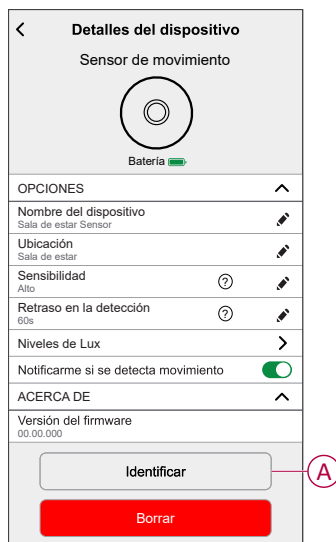 Detalles del dispositivo
Sensor de movimiento
Batería
OPCIONES
Nombre del dispositivo
Sala de estar Sensor
Ubicación
Sala de estar
Sensibilidad
Alto
?
Retraso en la detección
60s
?
Niveles de Lux
Notificarme si se detecta movimiento
ACERCA DE
Versión del firmware
00.00.000
Identificar
A
Borrar